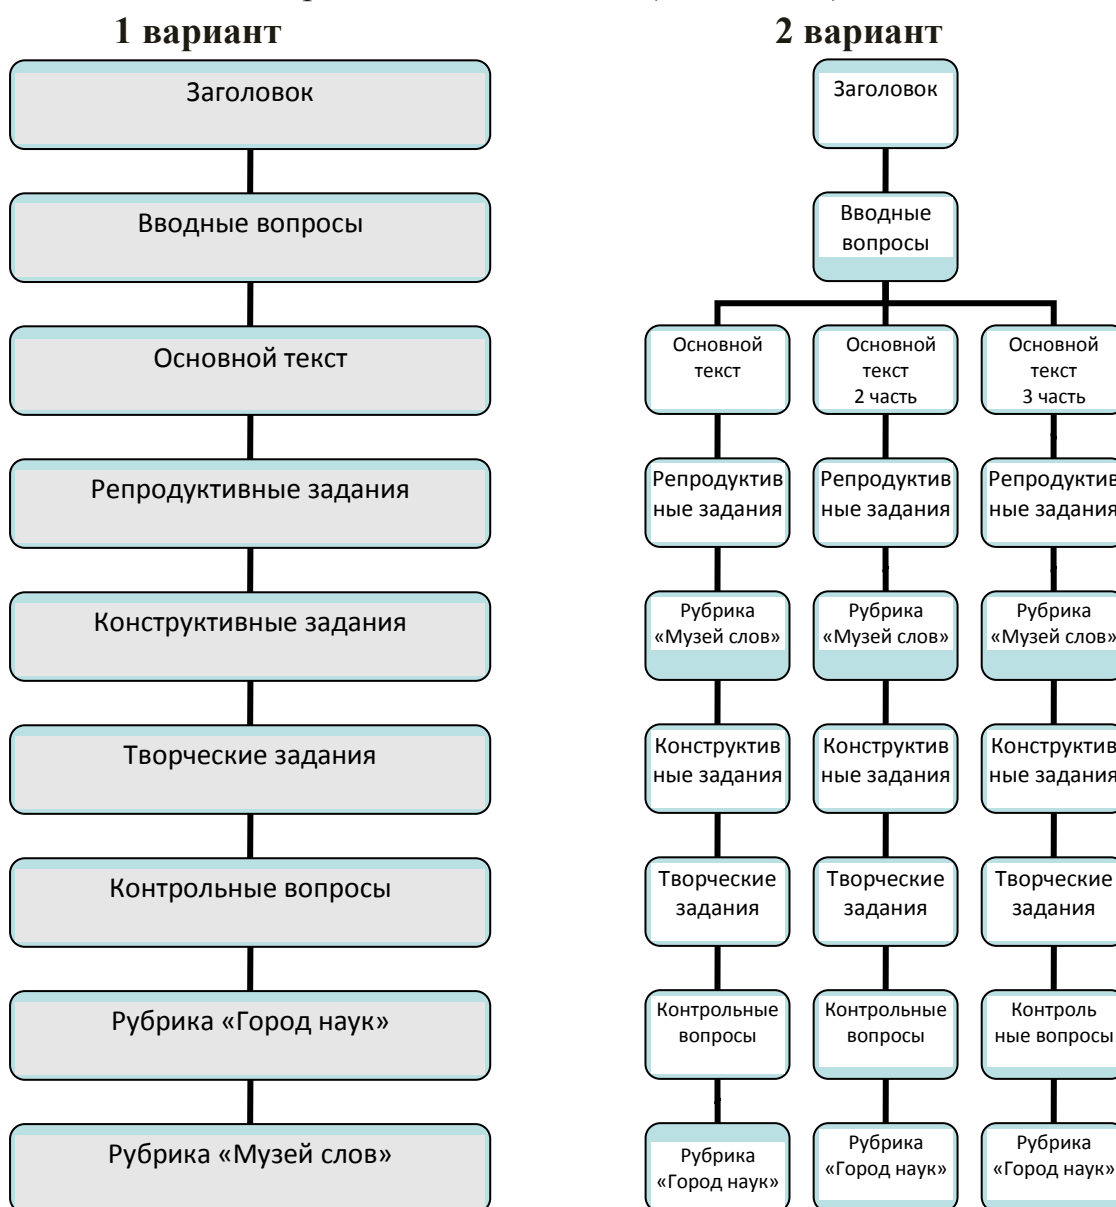 1 вариант
Заголовок
Вводные вопросы
Основной текст
Репродуктивные задания
Конструктивные задания
Творческие задания
Контрольные вопросы
Рубрика «Город наук»
Рубрика «Музей слов»
2 вариант
Заголовок
Вводные
вопросы
Основной
текст
Репродуктив
ные задания
Рубрика
«Музей слов»
Конструктив
ные задания
Творческие
задания
Контрольные
вопросы
Рубрика
«Город наук»
Основной
текст
2 часть
Репродуктив
ные задания
Рубрика
«Музей слов»
Конструктив
ные задания
Творческие
задания
Контрольные
вопросы
Рубрика
«Город наук»
Основной
текст
3 часть
Репродуктив
ные задания
Рубрика
«Музей слов»
Конструктив
ные задания
Творческие
задания
Контроль
ные вопросы
Рубрика
«Город наук»